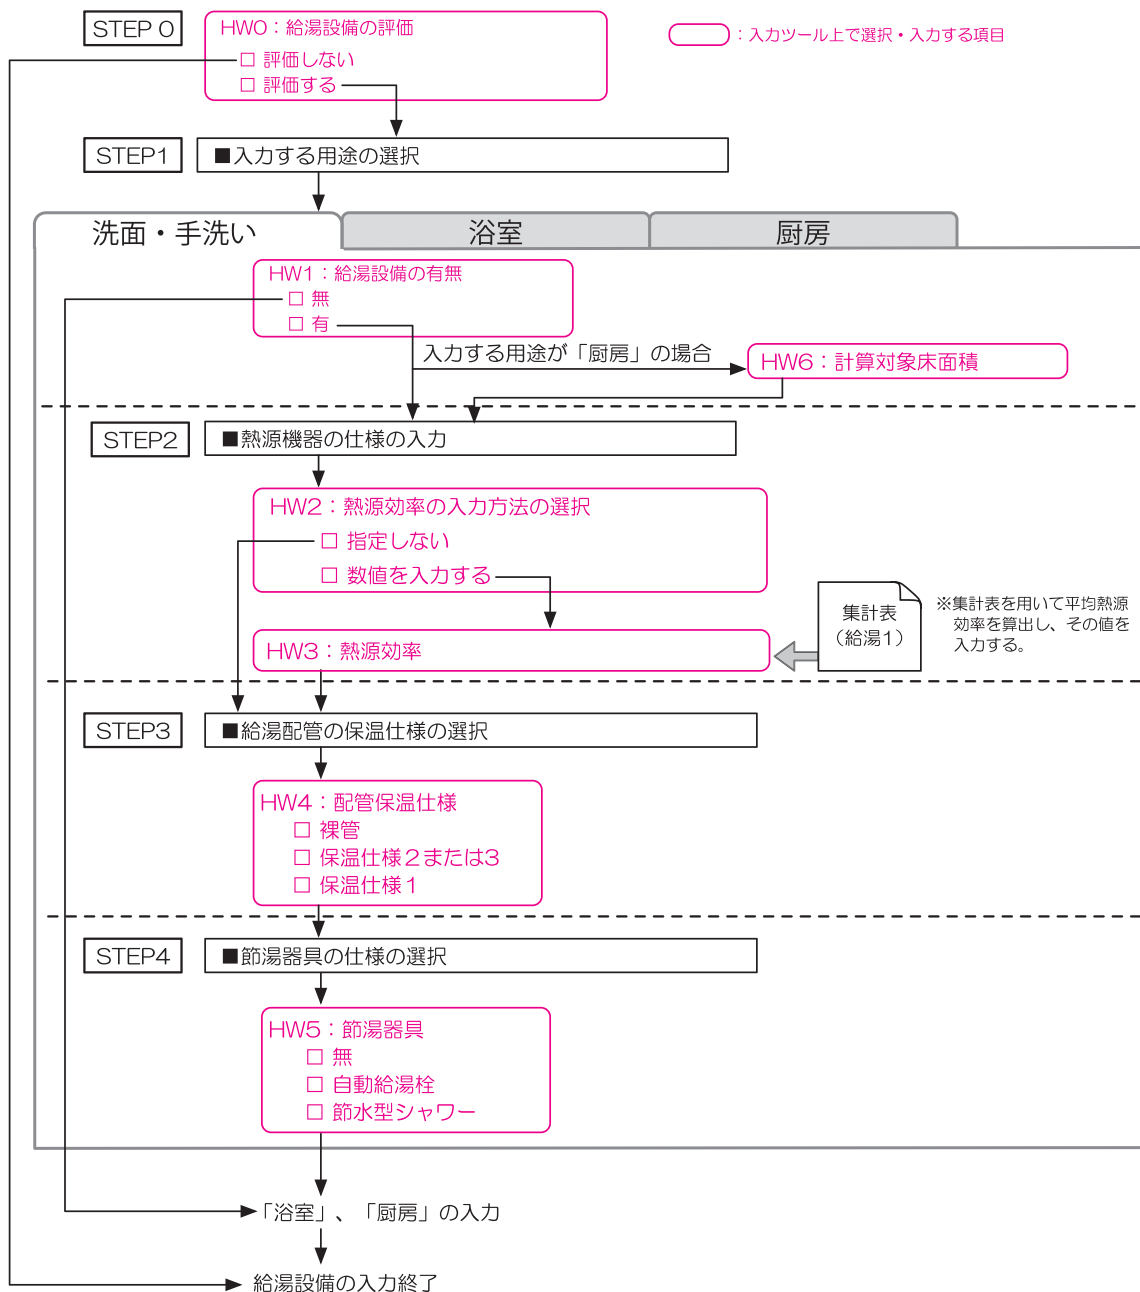 STEP 0
HW0：給湯設備の評価
□ 評価しない
□ 評価する
：入力ツール上で選択・入力する項目
STEP1
■入力する用途の選択
洗面・手洗い
浴室
厨房
HW1：給湯設備の有無
□ 無
□ 有
入力する用途が「厨房」の場合
HW6：計算対象床面積
STEP2
■熱源機器の仕様の入力
HW2：熱源効率の入力方法の選択
□ 指定しない
□ 数値を入力する
HW3：熱源効率
集計表
（給湯1）
※集計表を用いて平均熱源
効率を算出し、その値を
入力する。
STEP3
■給湯配管の保温仕様の選択
HW4：配管保温仕様
□ 裸管
□ 保温仕様２または3
□ 保温仕様１
STEP4
■節湯器具の仕様の選択
HW5：節湯器具
□ 無
□ 自動給湯栓
□ 節水型シャワー
「浴室」、「厨房」の入力
給湯設備の入力終了